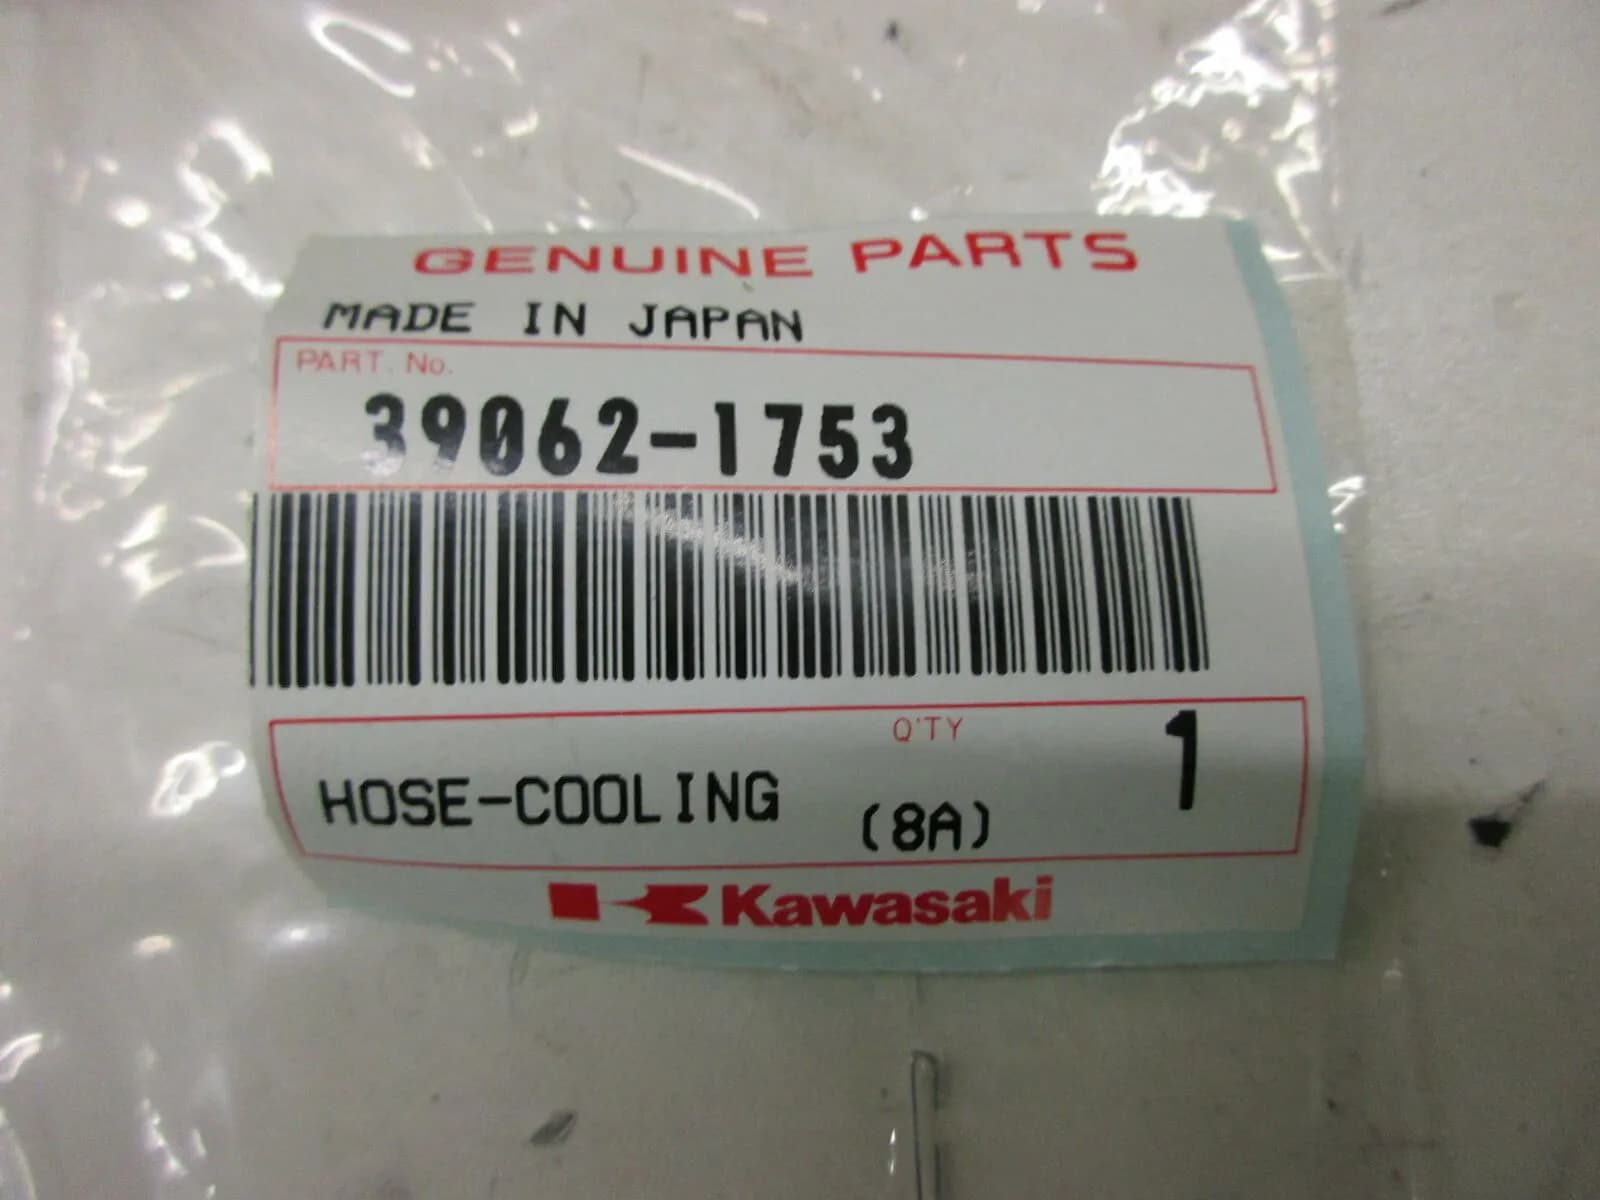 GENUINE PARTS
MADE IN JAPAN
PART. No.
39062-1753
Q'TY
1
HOSE-COOLING (8A)
Kawasaki